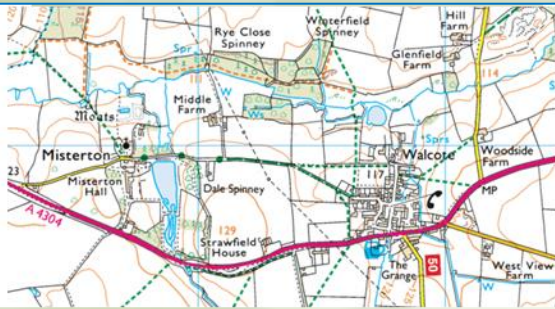 Hill
Farm
Winterfield
Spinney
Rye Close
Spinney
Spr
Glenfield
Farm
114
Middle
Farm
W
W
Ws
Moats
Misterton
Sprs
Walcote
Woodside
Farm
117
MP
23
Misterton
Hall
Dale Spinney
A 4304
129
Strawfield
House
The
Grange
50
West View
Farm
W